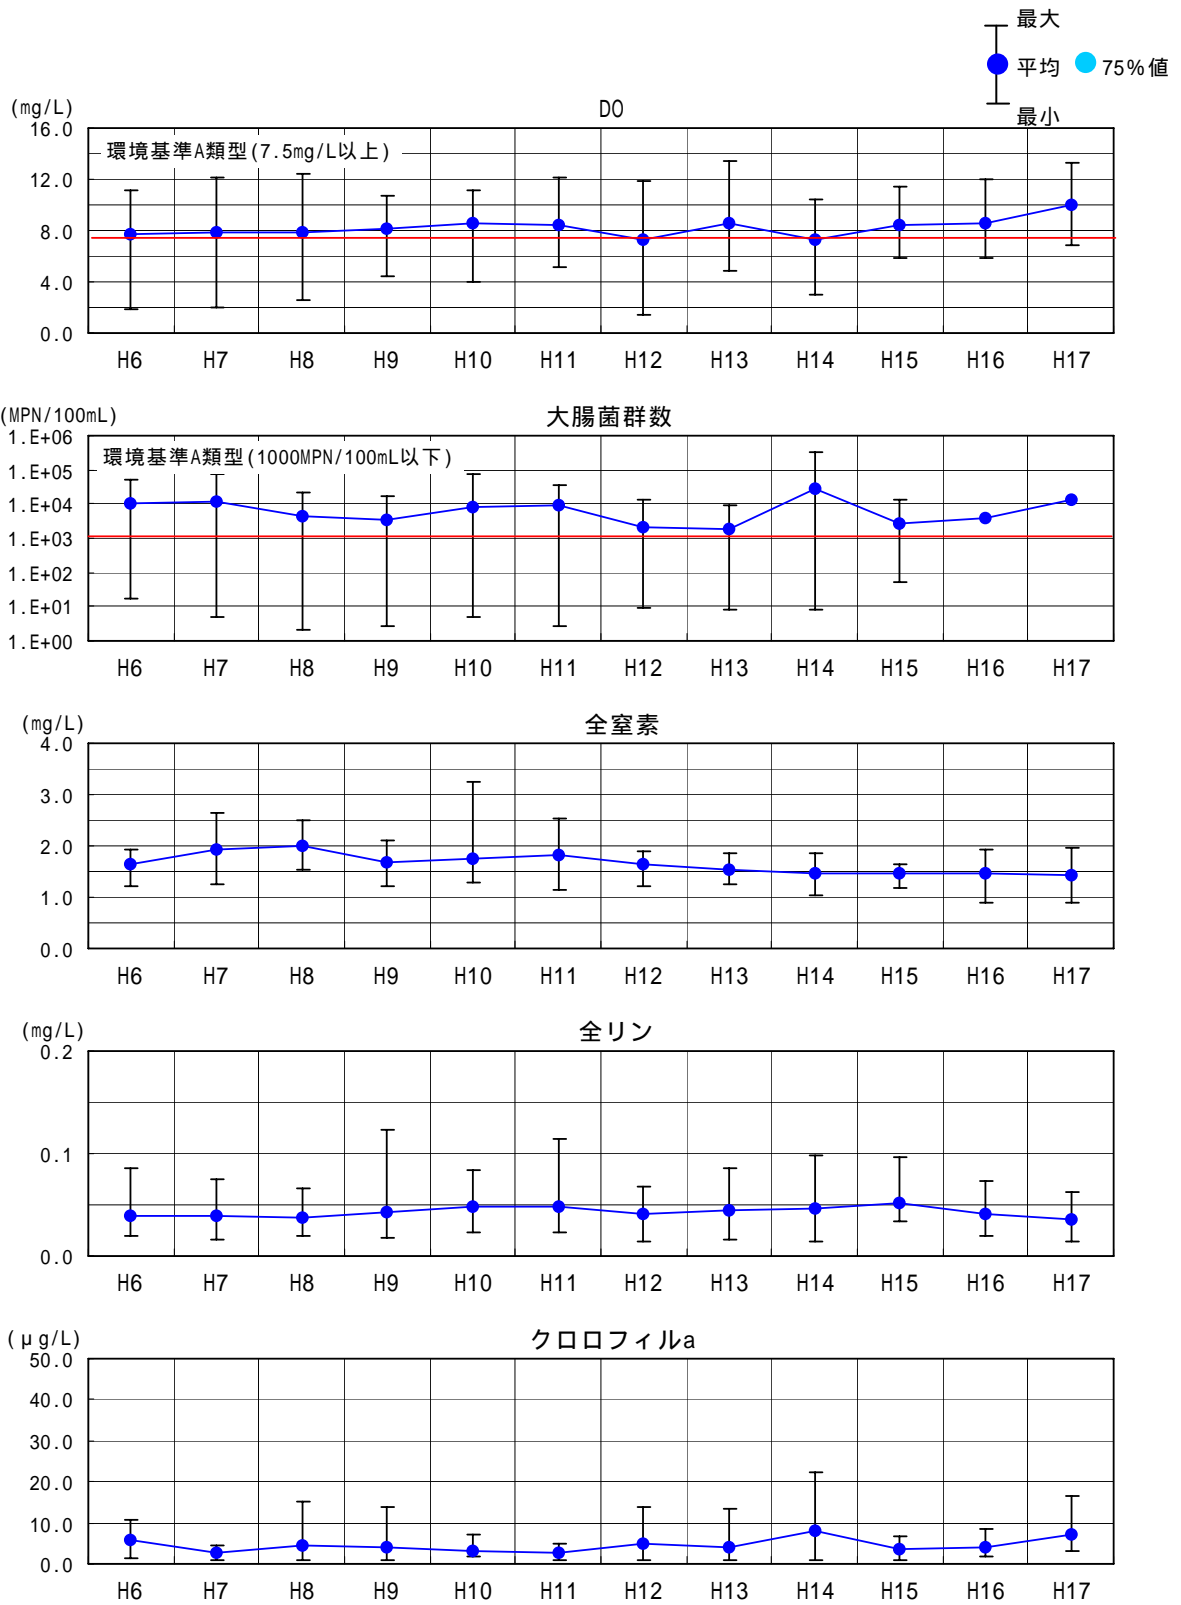 最大
平均
75%値
最小
(mg/L)
DO
16.0
環境基準A類型(7.5mg/L以上)
12.0
8.0
4.0
0.0
H6 H7 H8 H9 H10 H11 H12 H13 H14 H15 H16 H17
(MPN/100mL)
大腸菌群数
1.E+06
環境基準A類型(1000MPN/100mL以下)
1.E+05
1.E+04
1.E+03
1.E+02
1.E+01
1.E+00
H6 H7 H8 H9 H10 H11 H12 H13 H14 H15 H16 H17
(mg/L)
全窒素
4.0
3.0
2.0
1.0
0.0
H6 H7 H8 H9 H10 H11 H12 H13 H14 H15 H16 H17
(mg/L)
全リン
0.2
0.1
0.0
H6 H7 H8 H9 H10 H11 H12 H13 H14 H15 H16 H17
(μg/L)
クロロフィルa
50.0
40.0
30.0
20.0
10.0
0.0
H6 H7 H8 H9 H10 H11 H12 H13 H14 H15 H16 H17